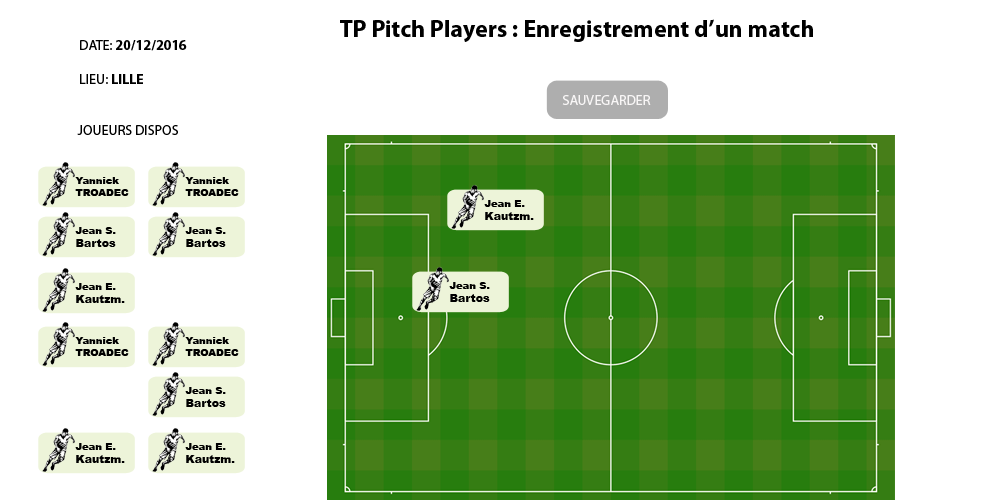 TP Pitch Players : Enregistrement d'un match
DATE: 20/12/2016
LIEU: LILLE
SAUVEGARDER
JOUEURS DISPOS
Yannick
TROADEC
Yannick
TROADEC
Jean S.
Bartos
Jean S.
Bartos
Jean E.
Kautzm.
Yannick
TROADEC
Yannick
TROADEC
Jean S.
Bartos
Jean E.
Kautzm.
Jean E.
Kautzm.
Jean E.
Kautzm.
Jean S.
Bartos